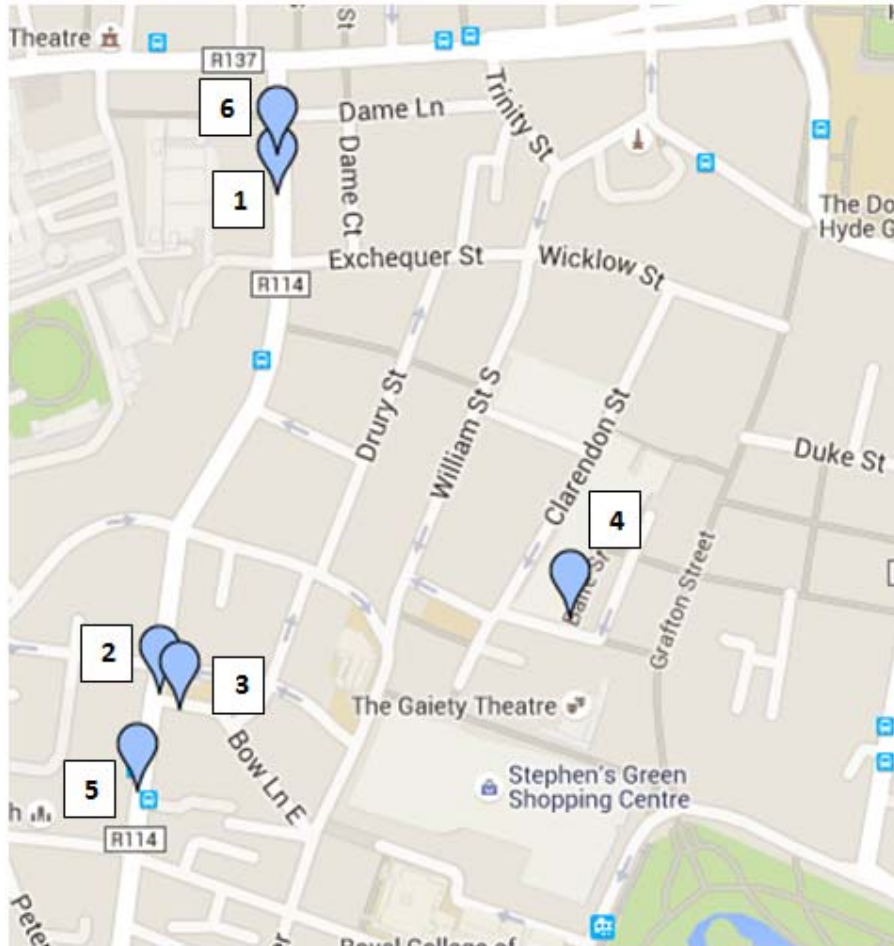 Theatre
St
R137
6
Dame Ln
Trinity St
1
Dame Ct
The Do
Hyde G
Exchequer St
Wicklow St
R114
Drury St
William St S
Clarendon St
Duke St
4
Grafton Street
2
3
The Gaiety Theatre
Bow Ln E
5
Stephen's Green
Shopping Centre
h
R114
Peter
Royal College of